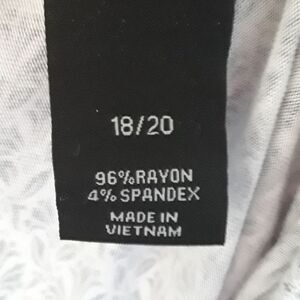 18/20
96%RAYON
4% SPANDEX
MADE IN
VIETNAM